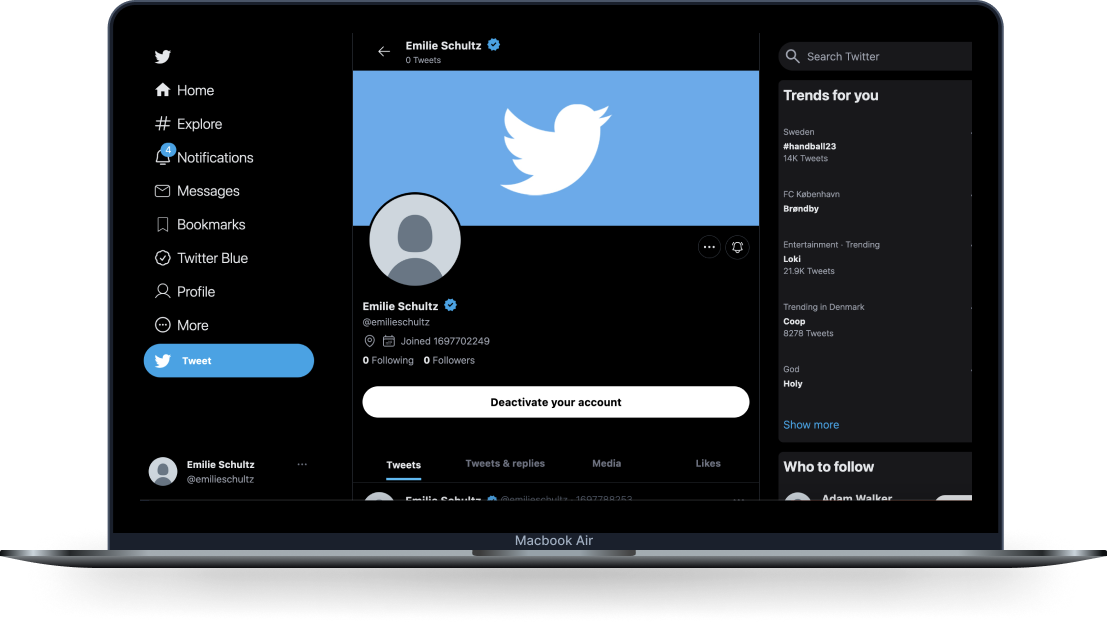 Home
Explore
4
Notifications
Messages
Bookmarks
Twitter Blue
Profile
More
Tweet
Emilie Schultz
@emilieschultz
Emilie Schultz
0 Tweets
Emilie Schultz
@emilieschultz
Joined 1697702249
0 Following 0 Followers
Deactivate your account
Tweets Tweets & replies Media Likes
Emilie Schultz @emilieschultz · 1697788253
Search Twitter
Trends for you
Sweden
#handball23
14K Tweets
FC København
Brøndby
Entertainment · Trending
Loki
21.9K Tweets
Trending in Denmark
Coop
8278 Tweets
God
Holy
Show more
Who to follow
Adam Walker
Macbook Air